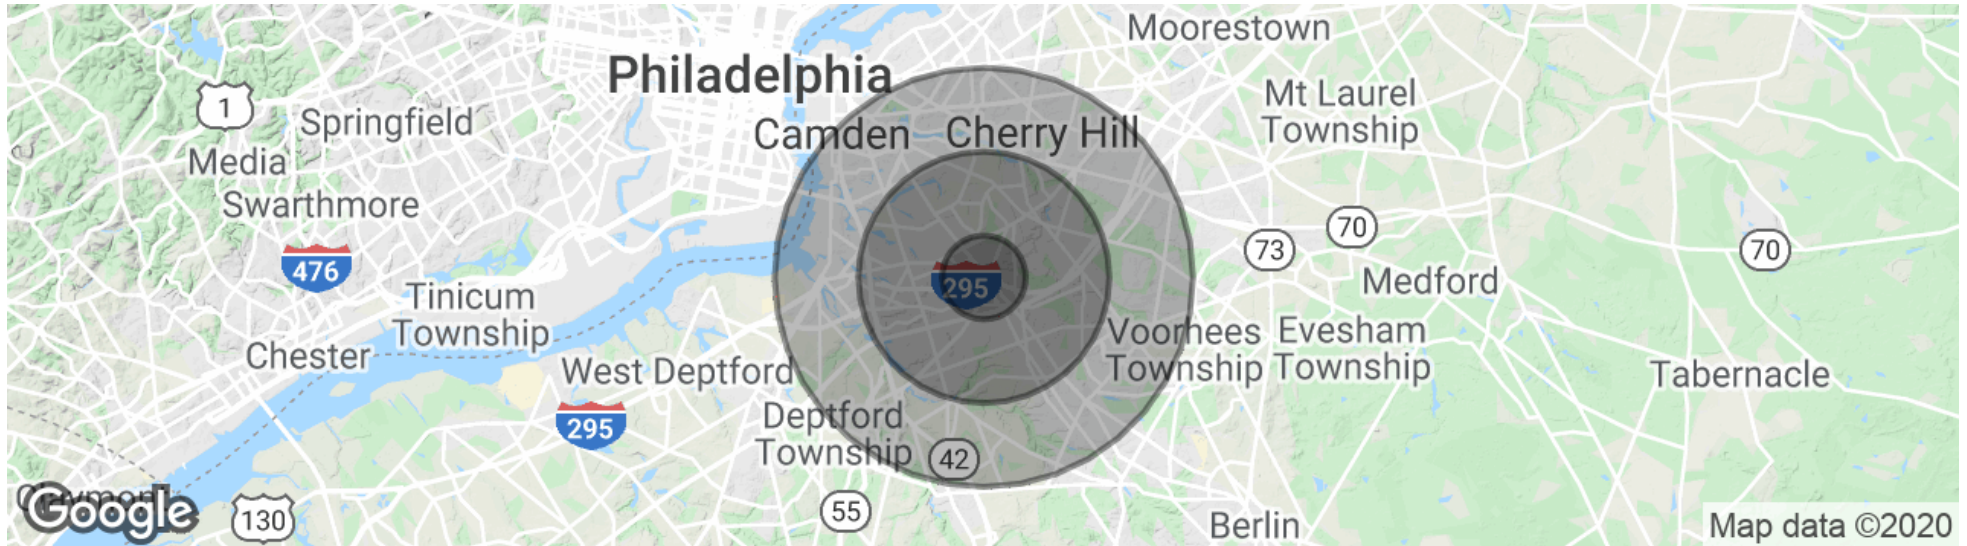 Moorestown
Philadelphia
1
Springfield
Mt Laurel
Township
Camden
Cherry Hill
Media
Swarthmore
70
73
70
476
295
Medford
Tinicum
Township
Voorhees
Township
Evesham
Township
Chester
West Deptford
Tabernacle
Deptford
Township
295
42
Claymont
Google
130
55
Berlin
Map data ©2020